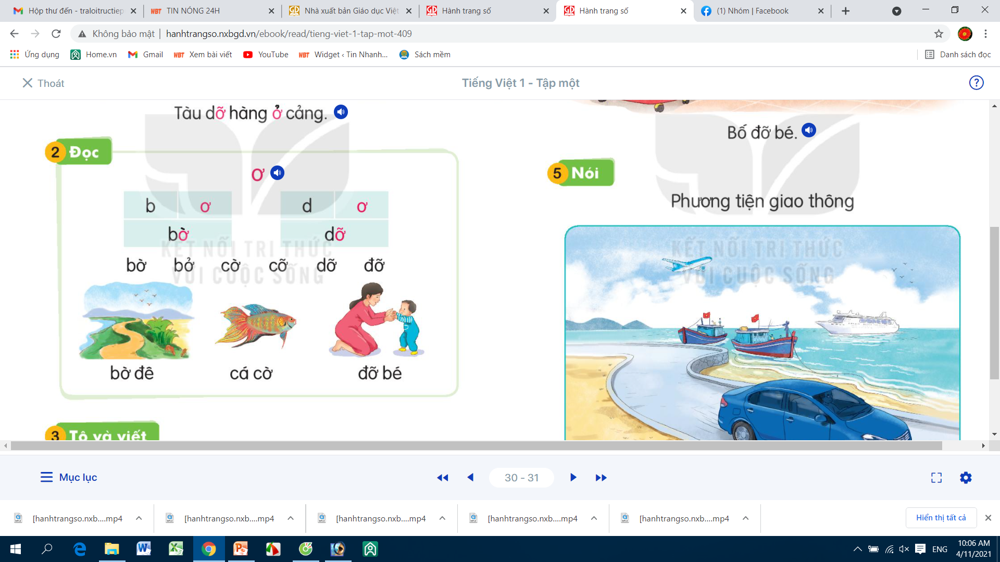 Hộp thư đến - traloitructiep
TIN NÓNG 24H
Nhà xuất bản Giáo dục Việt
Hành trang số
Hành trang số
(1) Nhóm | Facebook
Không bảo mật | hanhtrangso.nxbgd.vn/ebook/read/tieng-viet-1-tap-mot-409
Ứng dụng
Home.vn
Gmail
WBT Xem bài viết
YouTube
WBT Widget ‹ Tin Nhanh...
Sách mềm
Danh sách đọc
Thoát
Tiếng Việt 1 - Tập một
?
Tàu dỡ hàng ở cảng.
2 Đọc
ơ
b ơ
bờ
d ơ
dỡ
bờ bở cờ cỡ dỡ đỡ
KẾT NỐI TRI THỨC
VỚI CUỘC SỐNG
bờ đê
cá cờ
đỡ bé
3 Tô và viết
Bố đỡ bé.
5 Nói
Phương tiện giao thông
KẾT NỐI TRI THỨC
VỚI CUỘC SỐNG
Mục lục
30 - 31
[hanhtrangso.nxb....mp4
[hanhtrangso.nxb....mp4
[hanhtrangso.nxb....mp4
[hanhtrangso.nxb....mp4
[hanhtrangso.nxb....mp4
Hiển thị tất cả
ENG
10:06 AM
4/11/2021